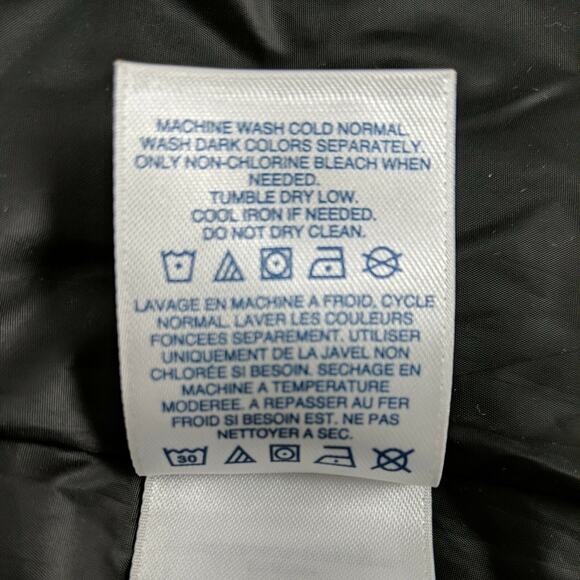 MACHINE WASH COLD NORMAL.
WASH DARK COLORS SEPARATELY.
ONLY NON-CHLORINE BLEACH WHEN
NEEDED.
TUMBLE DRY LOW.
COOL IRON IF NEEDED.
DO NOT DRY CLEAN.
LAVAGE EN MACHINE A FROID, CYCLE
NORMAL. LAVER LES COULEURS
FONCEES SEPAREMENT. UTILISER
UNIQUEMENT DE LA JAVEL NON
CHLORÉE SI BESOIN. SECHAGE EN
MACHINE A TEMPERATURE
MODEREE. A REPASSER AU FER
FROID SI BESOIN EST. NE PAS
NETTOYER A SEC.
30